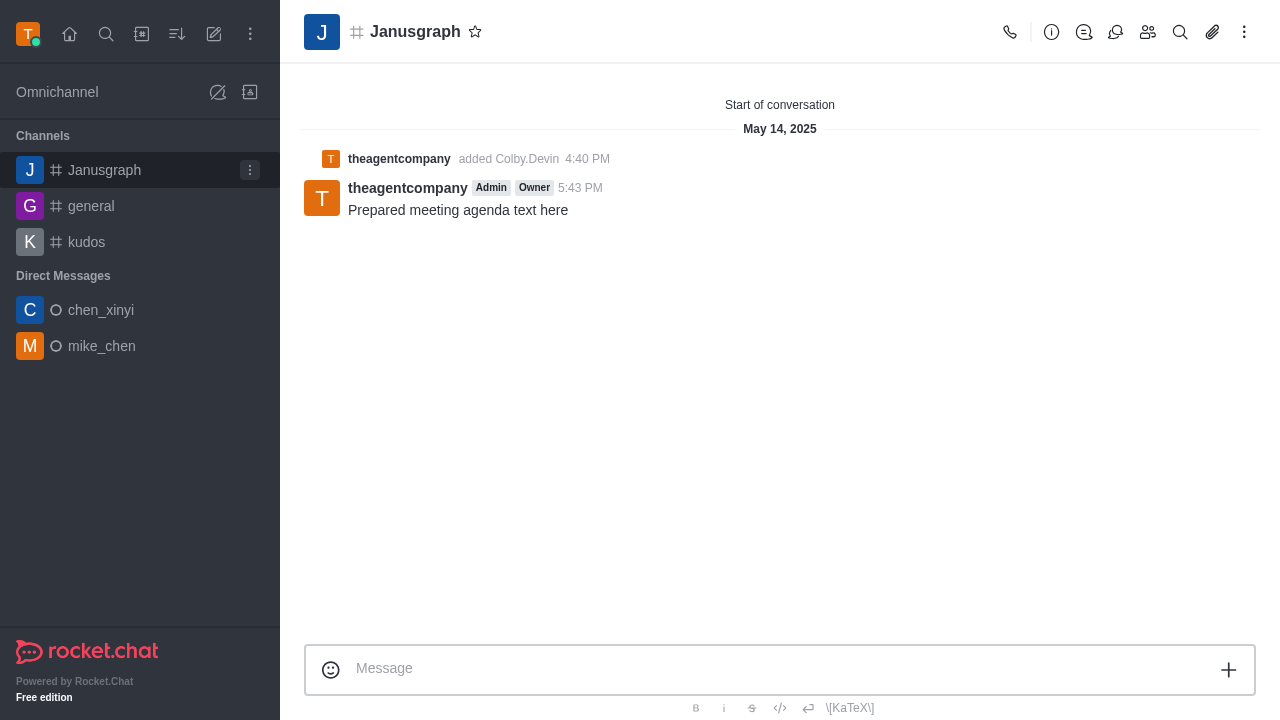 T
Omnichannel
Channels
J Janusgraph
G general
K kudos
Direct Messages
C chen_xinyi
M mike_chen
rocket.chat
Powered by Rocket.Chat
Free edition
J Janusgraph
Start of conversation
May 14, 2025
T theagentcompany added Colby.Devin 4:40 PM
T theagentcompany Admin Owner 5:43 PM
Prepared meeting agenda text here
Message
B i S </> \[KaTeX\]